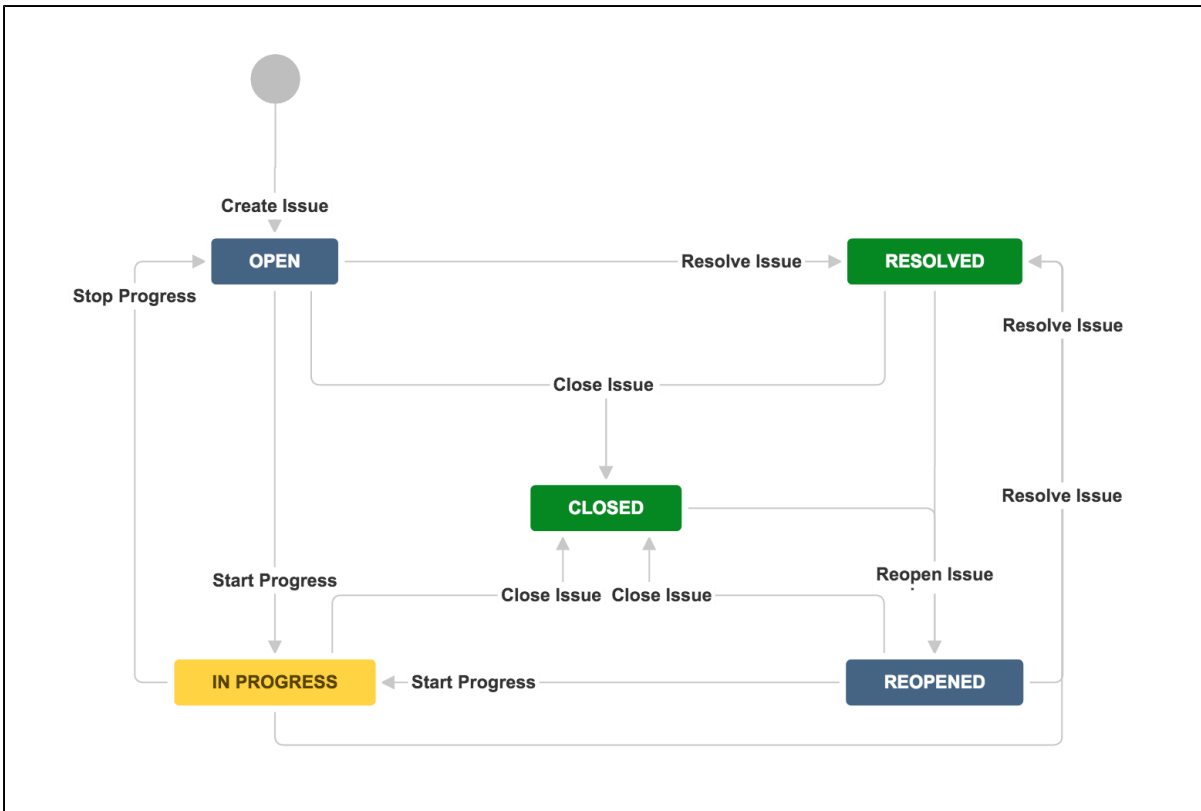 Create Issue
OPEN
Resolve Issue
RESOLVED
Stop Progress
Resolve Issue
Close Issue
CLOSED
Resolve Issue
Start Progress
Reopen Issue
Close Issue
Close Issue
IN PROGRESS
Start Progress
REOPENED